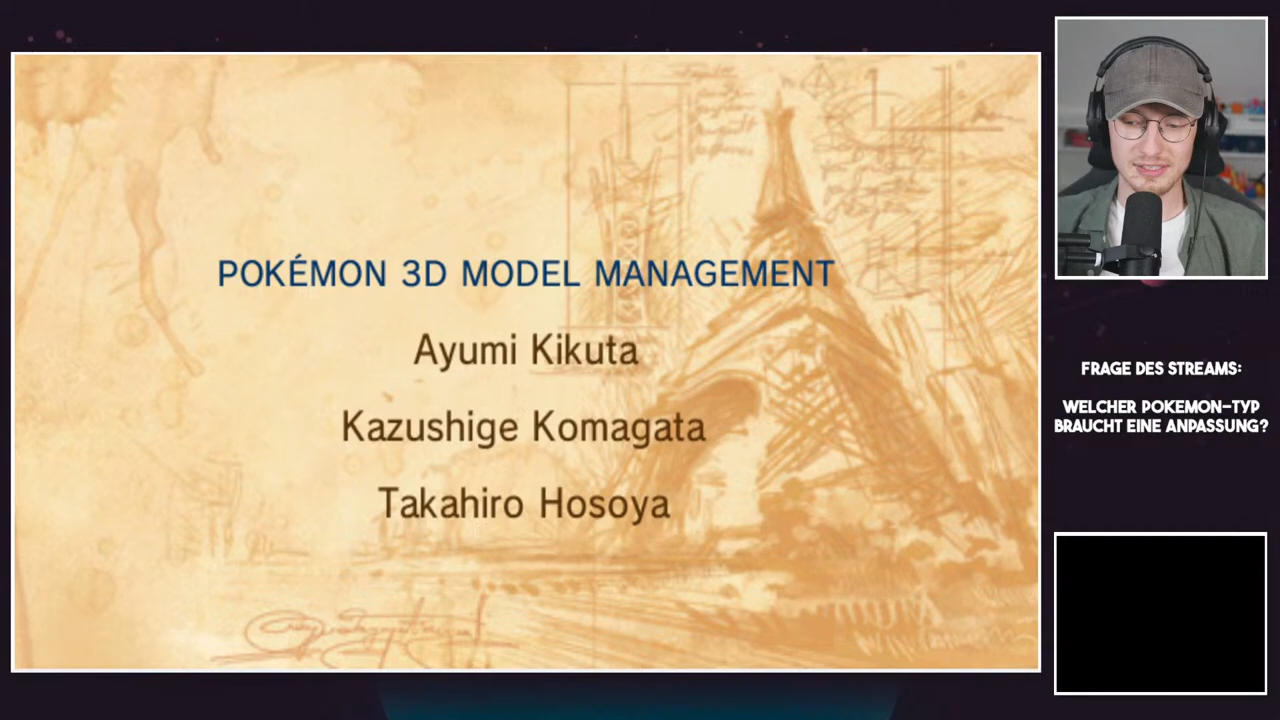 POKÉMON 3D MODEL MANAGEMENT
Ayumi Kikuta
Kazushige Komagata
Takahiro Hosoya
FRAGE DES STREAMS:
WELCHER POKEMON-TYP
BRAUCHT EINE ANPASSUNG?